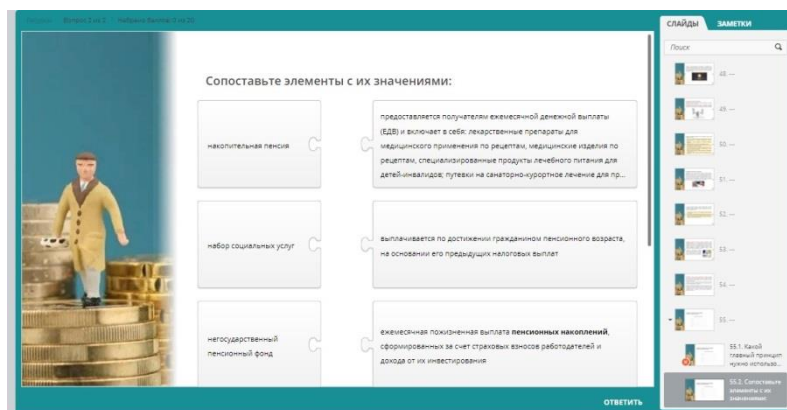 СЛАЙДЫ
ЗАМЕТКИ
Поиск
Сопоставьте элементы с их значениями:
накопительная пенсия
предоставляется получателям ежемесячной денежной выплаты
(ЕДВ) и включает в себя: лекарственные препараты для
медицинского применения по рецептам, медицинские изделия по
рецептам, специализированные продукты лечебного питания для
детей-инвалидов; путевки на санаторно-курортное лечение для пр...
набор социальных услуг
выплачивается по достижении гражданином пенсионного возраста,
на основании его предыдущих налоговых выплат
негосударственный
пенсионный фонд
ежемесячная пожизненная выплата пенсионных накоплений,
сформированных за счет страховых взносов работодателей и
дохода от их инвестирования
ОТВЕТИТЬ
48. —
49. —
50. —
51. —
52. —
53. —
54. —
55. —
55.1. Какой
главный принцип
нужно использо...
55.2. Сопоставьте
элементы с их
значениями: